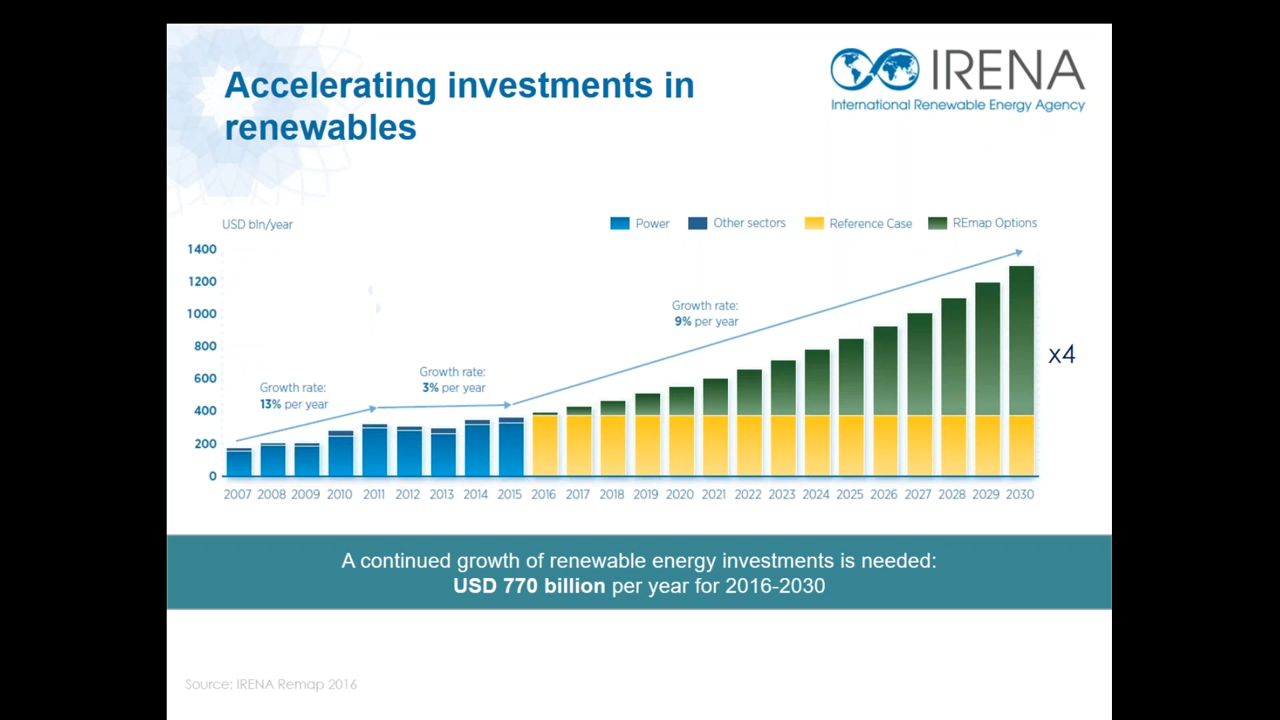 Accelerating investments in
renewables
IRENA
International Renewable Energy Agency
USD bln/year
Power
Other sectors
Reference Case
REmap Options
1400
1200
1000
800
600
400
200
0
Growth rate:
13% per year
Growth rate:
3% per year
Growth rate:
9% per year
x4
2007 2008 2009 2010 2011 2012 2013 2014 2015 2016 2017 2018 2019 2020 2021 2022 2023 2024 2025 2026 2027 2028 2029 2030
A continued growth of renewable energy investments is needed:
USD 770 billion per year for 2016-2030
Source: IRENA Remap 2016